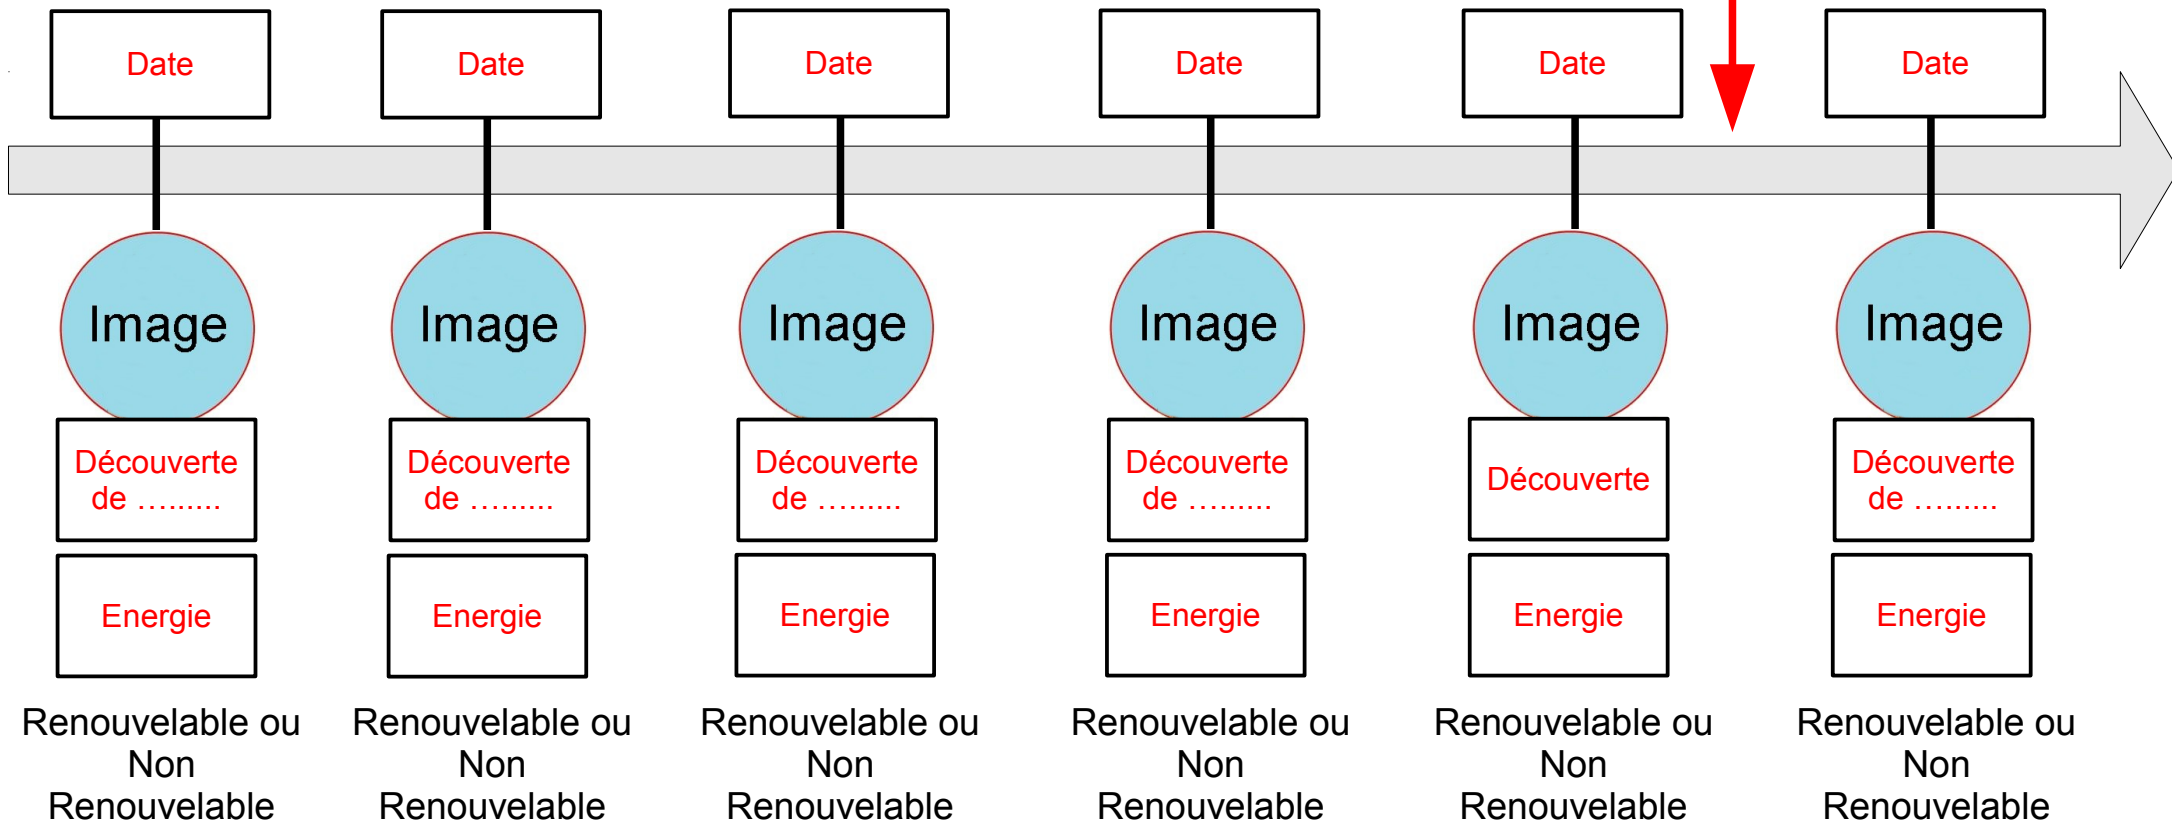 Date
Date
Date
Date
Date
Date
Image
Image
Image
Image
Image
Image
Découverte
de ….......
Découverte
de ….......
Découverte
de ….......
Découverte
de ….......
Découverte
Découverte
de ….......
Energie
Energie
Energie
Energie
Energie
Energie
Renouvelable ou
Non
Renouvelable
Renouvelable ou
Non
Renouvelable
Renouvelable ou
Non
Renouvelable
Renouvelable ou
Non
Renouvelable
Renouvelable ou
Non
Renouvelable
Renouvelable ou
Non
Renouvelable